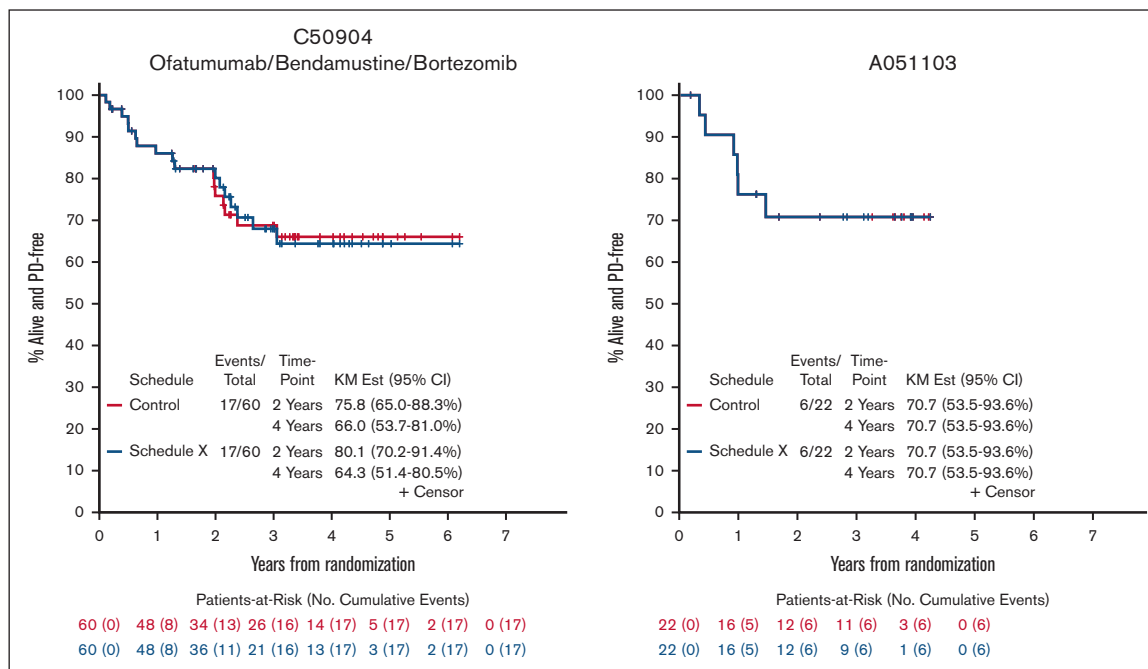 C50904
Ofatumumab/Bendamustine/Bortezomib
% Alive and PD-free
100
90
80
70
60
50
40
30
20
10
0
Events/ Time-
Schedule Total Point KM Est (95% CI)
Control 17/60 2 Years 75.8 (65.0-88.3%)
4 Years 66.0 (53.7-81.0%)
Schedule X 17/60 2 Years 80.1 (70.2-91.4%)
4 Years 64.3 (51.4-80.5%)
+ Censor
0 1 2 3 4 5 6 7
Years from randomization
Patients-at-Risk (No. Cumulative Events)
60 (0) 48 (8) 34 (13) 26 (16) 14 (17) 5 (17) 2 (17) 0 (17)
60 (0) 48 (8) 36 (11) 21 (16) 13 (17) 3 (17) 2 (17) 0 (17)
A051103
% Alive and PD-free
100
90
80
70
60
50
40
30
20
10
0
Events/ Time-
Schedule Total Point KM Est (95% CI)
Control 6/22 2 Years 70.7 (53.5-93.6%)
4 Years 70.7 (53.5-93.6%)
Schedule X 6/22 2 Years 70.7 (53.5-93.6%)
4 Years 70.7 (53.5-93.6%)
+ Censor
0 1 2 3 4 5 6 7
Years from randomization
Patients-at-Risk (No. Cumulative Events)
22 (0) 16 (5) 12 (6) 11 (6) 3 (6) 0 (6)
22 (0) 16 (5) 12 (6) 9 (6) 1 (6) 0 (6)